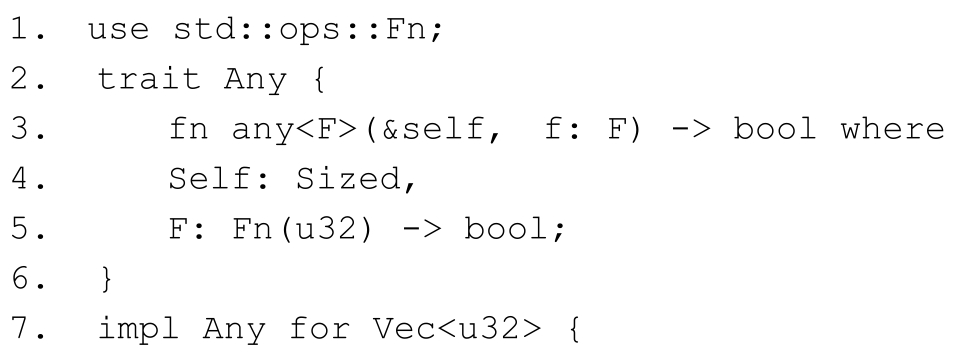 1.  use std::ops::Fn;
2.  trait Any {
3.      fn any<F>(&self,  f: F) -> bool where
4.      Self: Sized,
5.      F: Fn(u32) -> bool;
6.  }
7.  impl Any for Vec<u32> {